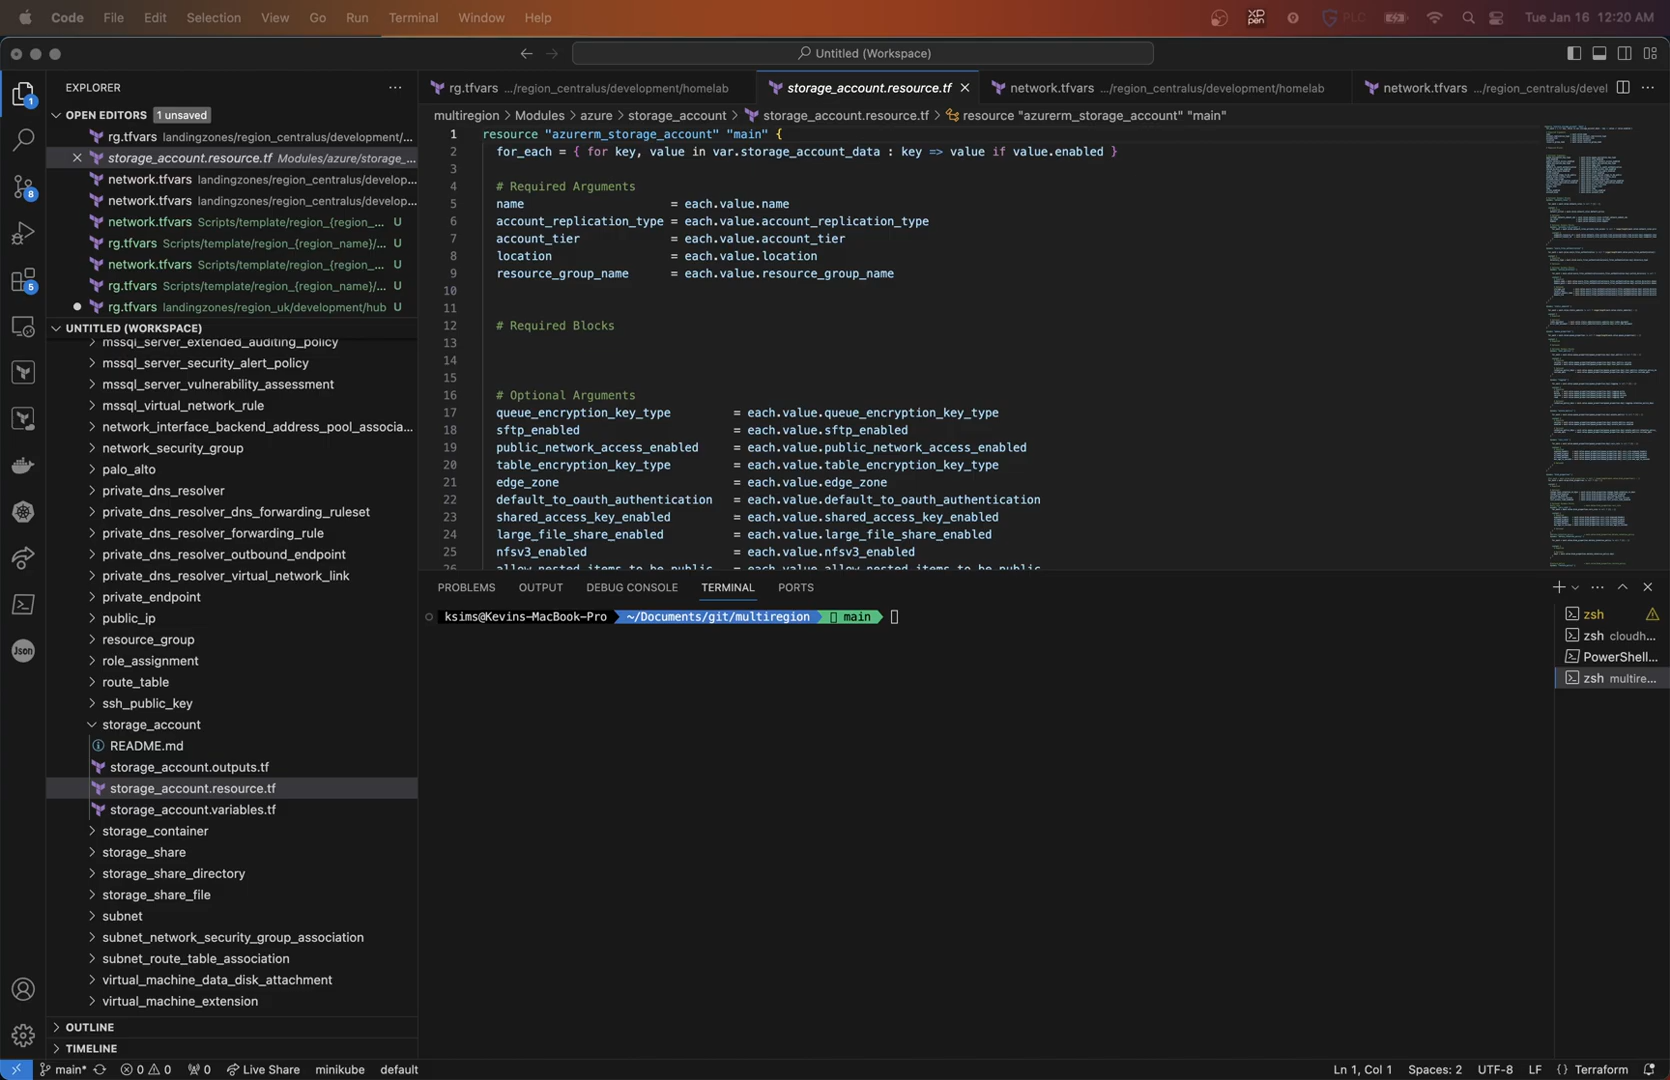 Code File Edit Selection View Go Run Terminal Window Help
XP pen PLC Tue Jan 16 12:20 AM
Untitled (Workspace)
EXPLORER
OPEN EDITORS 1 unsaved
rg.tfvars landingzones/region_centralus/development/...
storage_account.resource.tf Modules/azure/storage_...
network.tfvars landingzones/region_centralus/develop...
network.tfvars landingzones/region_centralus/develop...
network.tfvars Scripts/template/region_{region_... U
rg.tfvars Scripts/template/region_{region_name}/... U
network.tfvars Scripts/template/region_{region_... U
rg.tfvars Scripts/template/region_{region_name}/... U
rg.tfvars landingzones/region_uk/development/hub U
UNTITLED (WORKSPACE)
mssql_server_extended_auditing_policy
mssql_server_security_alert_policy
mssql_server_vulnerability_assessment
mssql_virtual_network_rule
network_interface_backend_address_pool_associa...
network_security_group
palo_alto
private_dns_resolver
private_dns_resolver_dns_forwarding_ruleset
private_dns_resolver_forwarding_rule
private_dns_resolver_outbound_endpoint
private_dns_resolver_virtual_network_link
private_endpoint
public_ip
resource_group
role_assignment
route_table
ssh_public_key
storage_account
README.md
storage_account.outputs.tf
storage_account.resource.tf
storage_account.variables.tf
storage_container
storage_share
storage_share_directory
storage_share_file
subnet
subnet_network_security_group_association
subnet_route_table_association
virtual_machine_data_disk_attachment
virtual_machine_extension
OUTLINE
TIMELINE
1
8
5
Json
rg.tfvars .../region_centralus/development/homelab
storage_account.resource.tf
network.tfvars .../region_centralus/development/homelab
network.tfvars .../region_centralus/devel
multiregion > Modules > azure > storage_account > storage_account.resource.tf > resource "azurerm_storage_account" "main"
1 resource "azurerm_storage_account" "main" {
2 for_each = { for key, value in var.storage_account_data : key => value if value.enabled }
3
4 # Required Arguments
5 name = each.value.name
6 account_replication_type = each.value.account_replication_type
7 account_tier = each.value.account_tier
8 location = each.value.location
9 resource_group_name = each.value.resource_group_name
10
11
12 # Required Blocks
13
14
15
16 # Optional Arguments
17 queue_encryption_key_type = each.value.queue_encryption_key_type
18 sftp_enabled = each.value.sftp_enabled
19 public_network_access_enabled = each.value.public_network_access_enabled
20 table_encryption_key_type = each.value.table_encryption_key_type
21 edge_zone = each.value.edge_zone
22 default_to_oauth_authentication = each.value.default_to_oauth_authentication
23 shared_access_key_enabled = each.value.shared_access_key_enabled
24 large_file_share_enabled = each.value.large_file_share_enabled
25 nfsv3_enabled = each.value.nfsv3_enabled
26 allow_nested_items_to_be_public = each.value.allow_nested_items_to_be_public
PROBLEMS OUTPUT DEBUG CONSOLE TERMINAL PORTS
ksims@Kevins-MacBook-Pro ~/Documents/git/multiregion main
zsh
zsh cloudh...
PowerShell...
zsh multire...
main* 0 0 0 Live Share minikube default
Ln 1, Col 1 Spaces: 2 UTF-8 LF {} Terraform